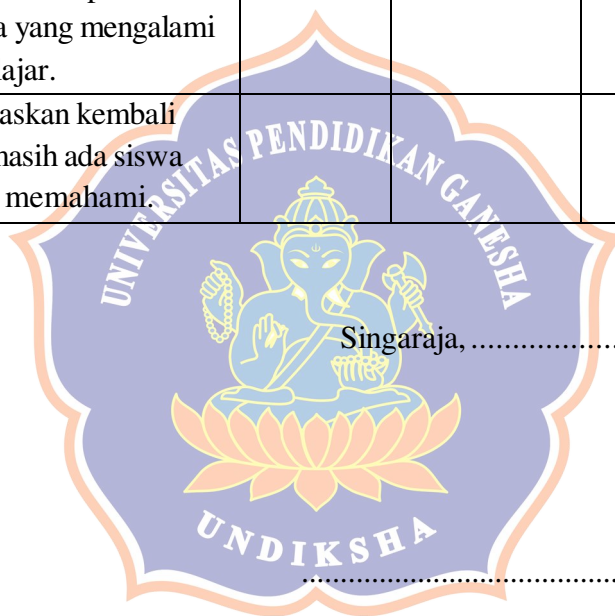 a yang mengalami
ajar.
askan kembali
masih ada siswa
memahami.
UNIVERSITAS PENDIDIKAN GANESHA
Singaraja, ..................
UNDIKSHA
.......................................